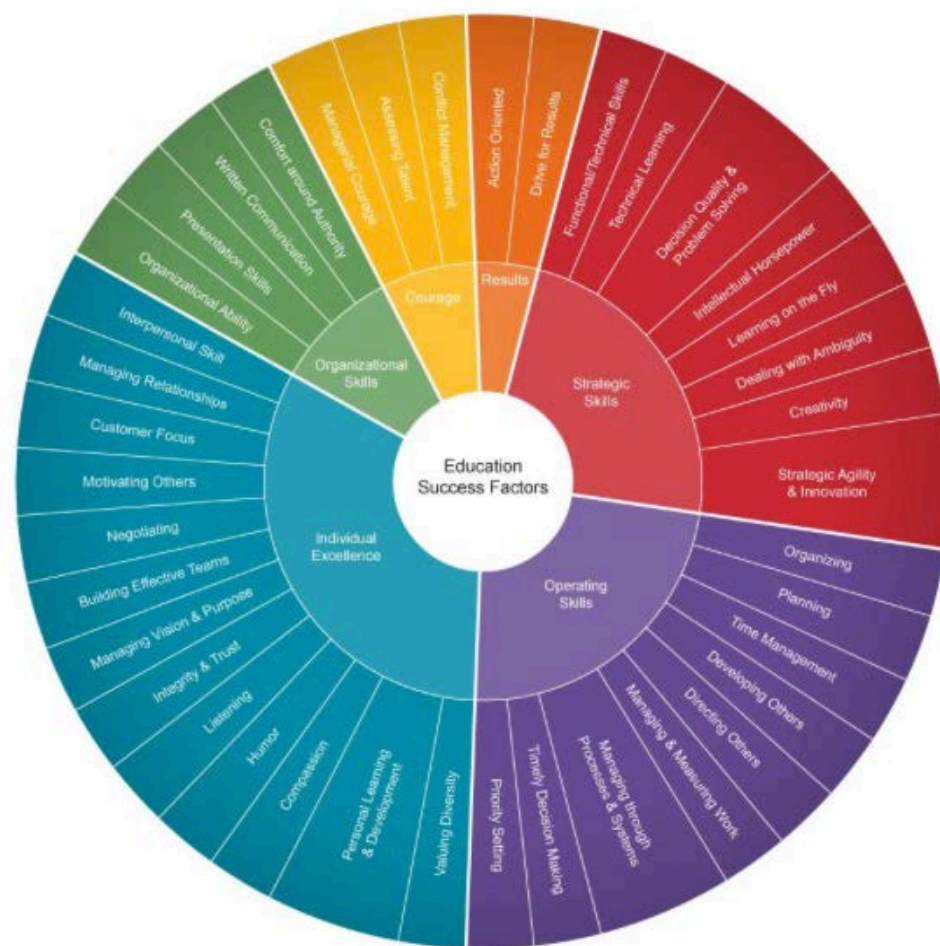 Education
Success Factors
Results
Action Oriented
Drive for Results
Strategic
Skills
Functional/Technical Skills
Technical Learning
Decision Quality &
Problem Solving
Intellectual Horsepower
Learning on the Fly
Dealing with Ambiguity
Creativity
Strategic Agility
& Innovation
Operating
Skills
Organizing
Planning
Time Management
Developing Others
Directing Others
Managing & Measuring Work
Managing through
Processes & Systems
Timely Decision Making
Priority Setting
Individual
Excellence
Valuing Diversity
Personal Learning
& Development
Compassion
Humor
Listening
Integrity & Trust
Managing Vision & Purpose
Building Effective Teams
Negotiating
Motivating Others
Customer Focus
Managing Relationships
Interpersonal Skill
Organizational
Skills
Organizational Ability
Presentation Skills
Written Communication
Comfort around Authority
Courage
Managerial Courage
Assessing Talent
Conflict Management